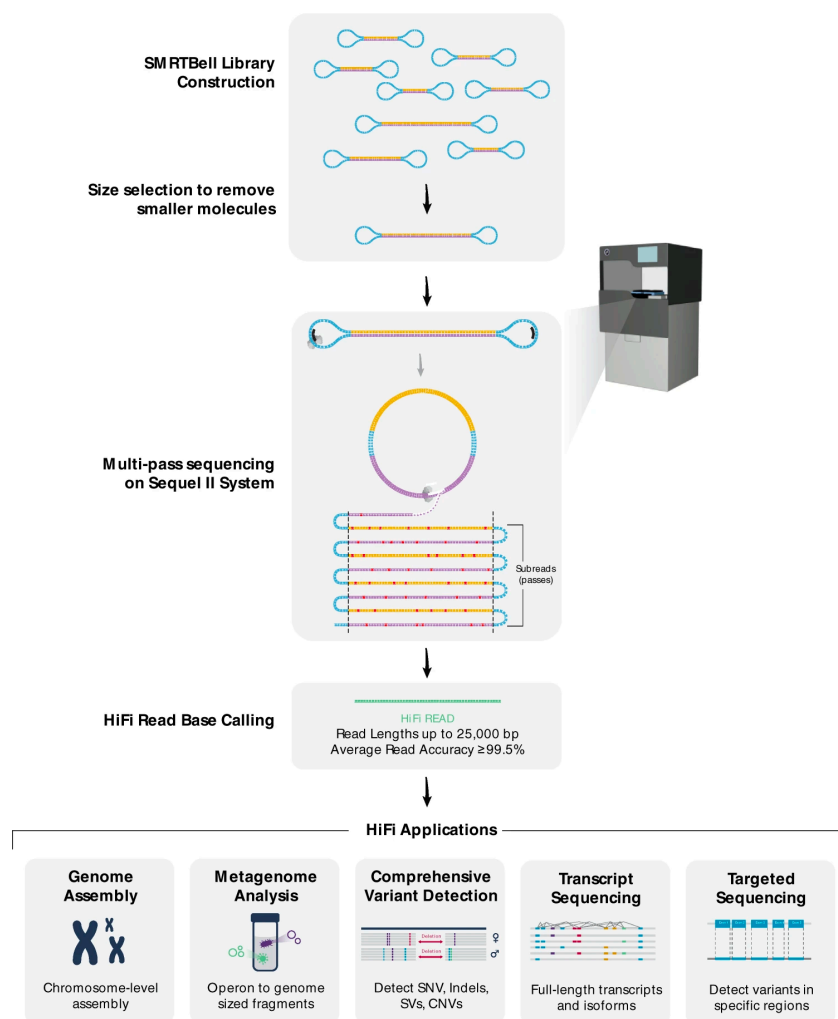 SMRTBell Library
Construction
Size selection to remove
smaller molecules
Multi-pass sequencing
on Sequel II System
Subreads
(passes)
HiFi Read Base Calling
HiFi READ
Read Lengths up to 25,000 bp
Average Read Accuracy ≥99.5%
HiFi Applications
Genome
Assembly
Chromosome-level
assembly
Metagenome
Analysis
Operon to genome
sized fragments
Comprehensive
Variant Detection
Deletion
♀
Deletion
♂
Detect SNV, Indels,
SVs, CNVs
Transcript
Sequencing
Full-length transcripts
and isoforms
Targeted
Sequencing
Detect variants in
specific regions